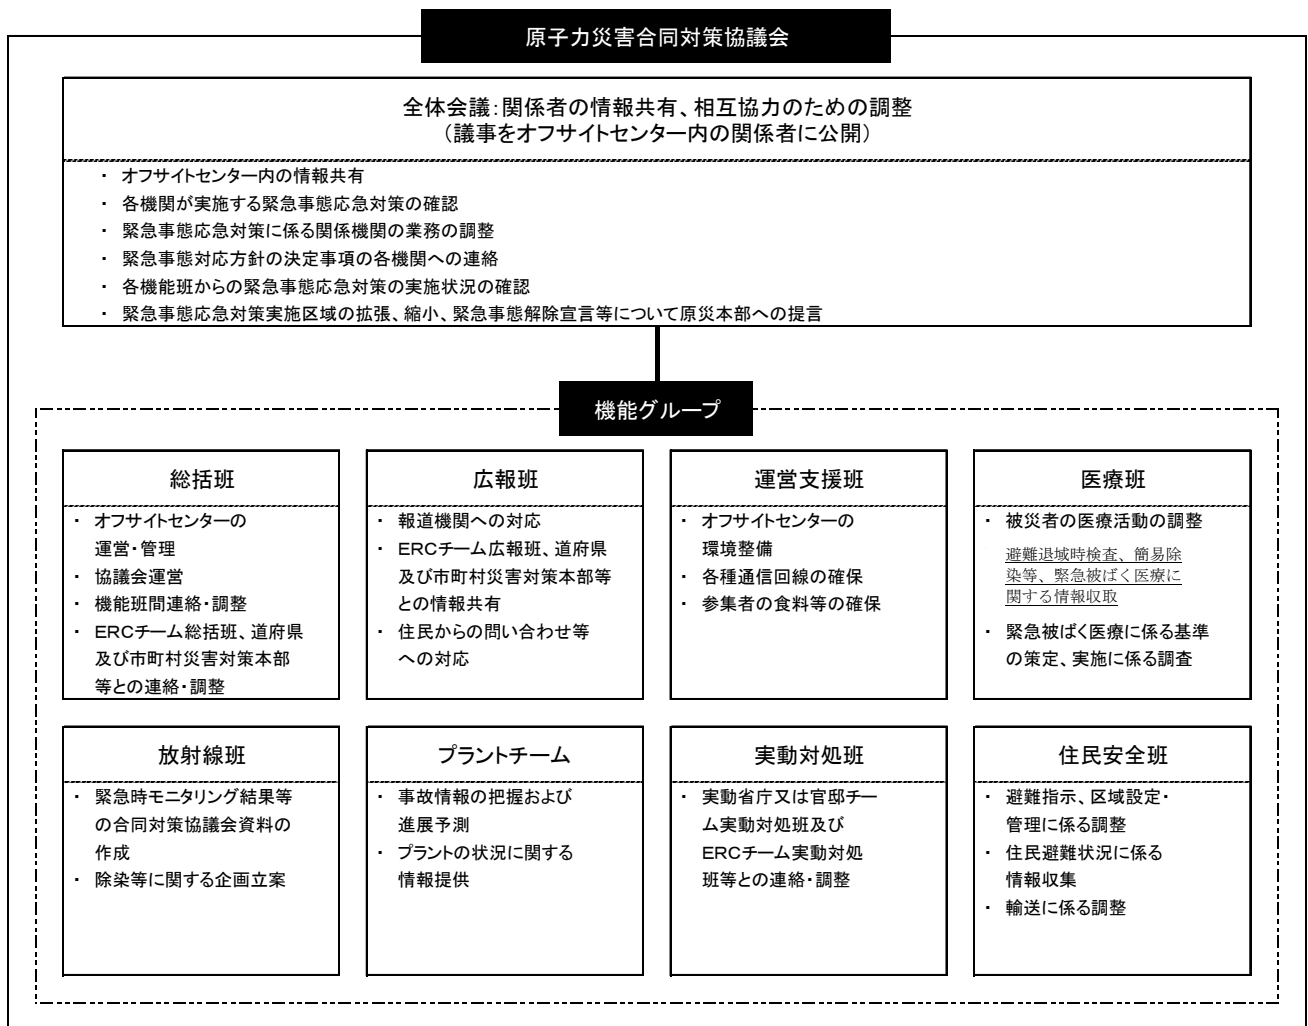 原子力災害合同対策協議会
全体会議：関係者の情報共有、相互協力のための調整
（議事をオフサイトセンター内の関係者に公開）
・ オフサイトセンター内の情報共有
・ 各機関が実施する緊急事態応急対策の確認
・ 緊急事態応急対策に係る関係機関の業務の調整
・ 緊急事態対応方針の決定事項の各機関への連絡
・ 各機能班からの緊急事態応急対策の実施状況の確認
・ 緊急事態応急対策実施区域の拡張、縮小、緊急事態解除宣言等について原災本部への提言
機能グループ
総括班
・ オフサイトセンターの
運営・管理
・ 協議会運営
・ 機能班間連絡・調整
・ ERCチーム総括班、道府県
及び市町村災害対策本部
等との連絡・調整
広報班
・ 報道機関への対応
・ ERCチーム広報班、道府県
及び市町村災害対策本部等
との情報共有
・ 住民からの問い合わせ等
への対応
運営支援班
・ オフサイトセンターの
環境整備
・ 各種通信回線の確保
・ 参集者の食料等の確保
医療班
・ 被災者の医療活動の調整
避難退域時検査、簡易除
染等、緊急被ばく医療に
関する情報収取
・ 緊急被ばく医療に係る基準
の策定、実施に係る調査
放射線班
・ 緊急時モニタリング結果等
の合同対策協議会資料の
作成
・ 除染等に関する企画立案
プラントチーム
・ 事故情報の把握および
進展予測
・ プラントの状況に関する
情報提供
実動対処班
・ 実動省庁又は官邸チー
ム実動対処班及び
ERCチーム実動対処
班等との連絡・調整
住民安全班
・ 避難指示、区域設定・
管理に係る調整
・ 住民避難状況に係る
情報収集
・ 輸送に係る調整